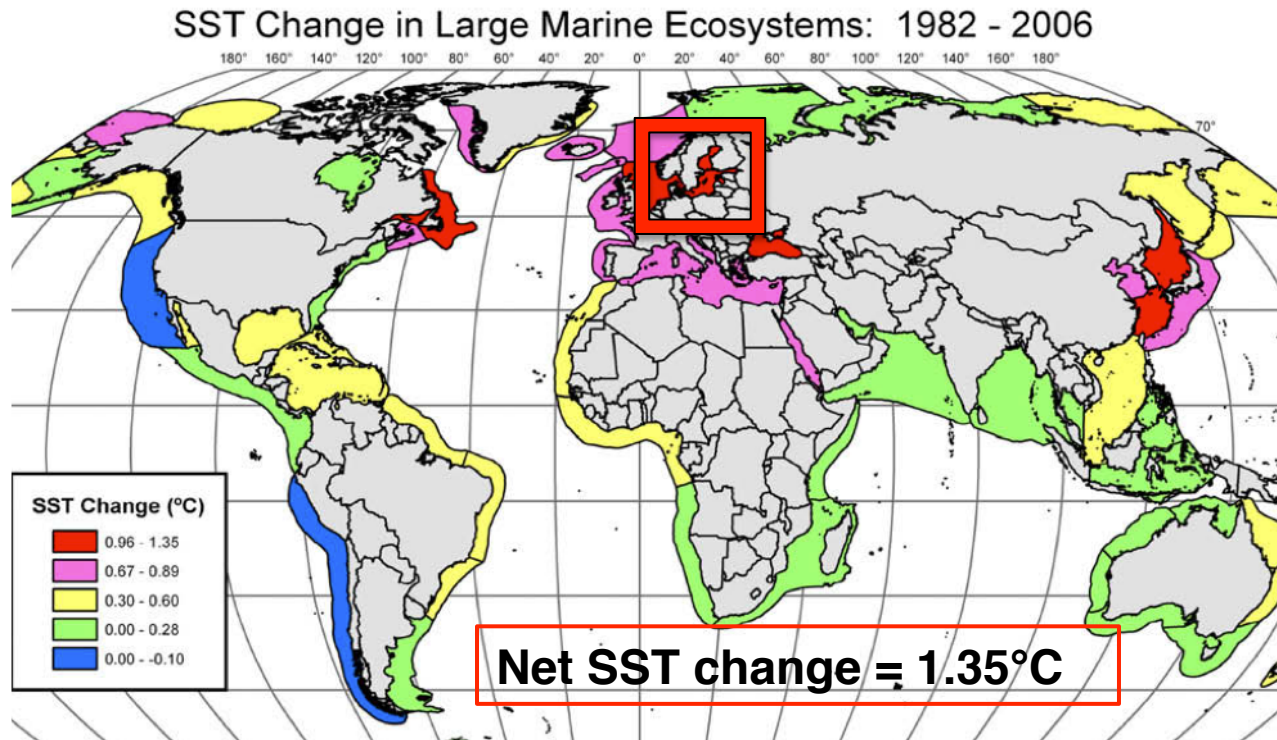 SST Change in Large Marine Ecosystems: 1982 - 2006
180° 160° 140° 120° 100° 80° 60° 40° 20° 0° 20° 40° 60° 80° 100° 120° 140° 160° 180°
70°
SST Change (ºC)
0.96 - 1.35
0.67 - 0.89
0.30 - 0.60
0.00 - 0.28
0.00 - -0.10
Net SST change = 1.35°C